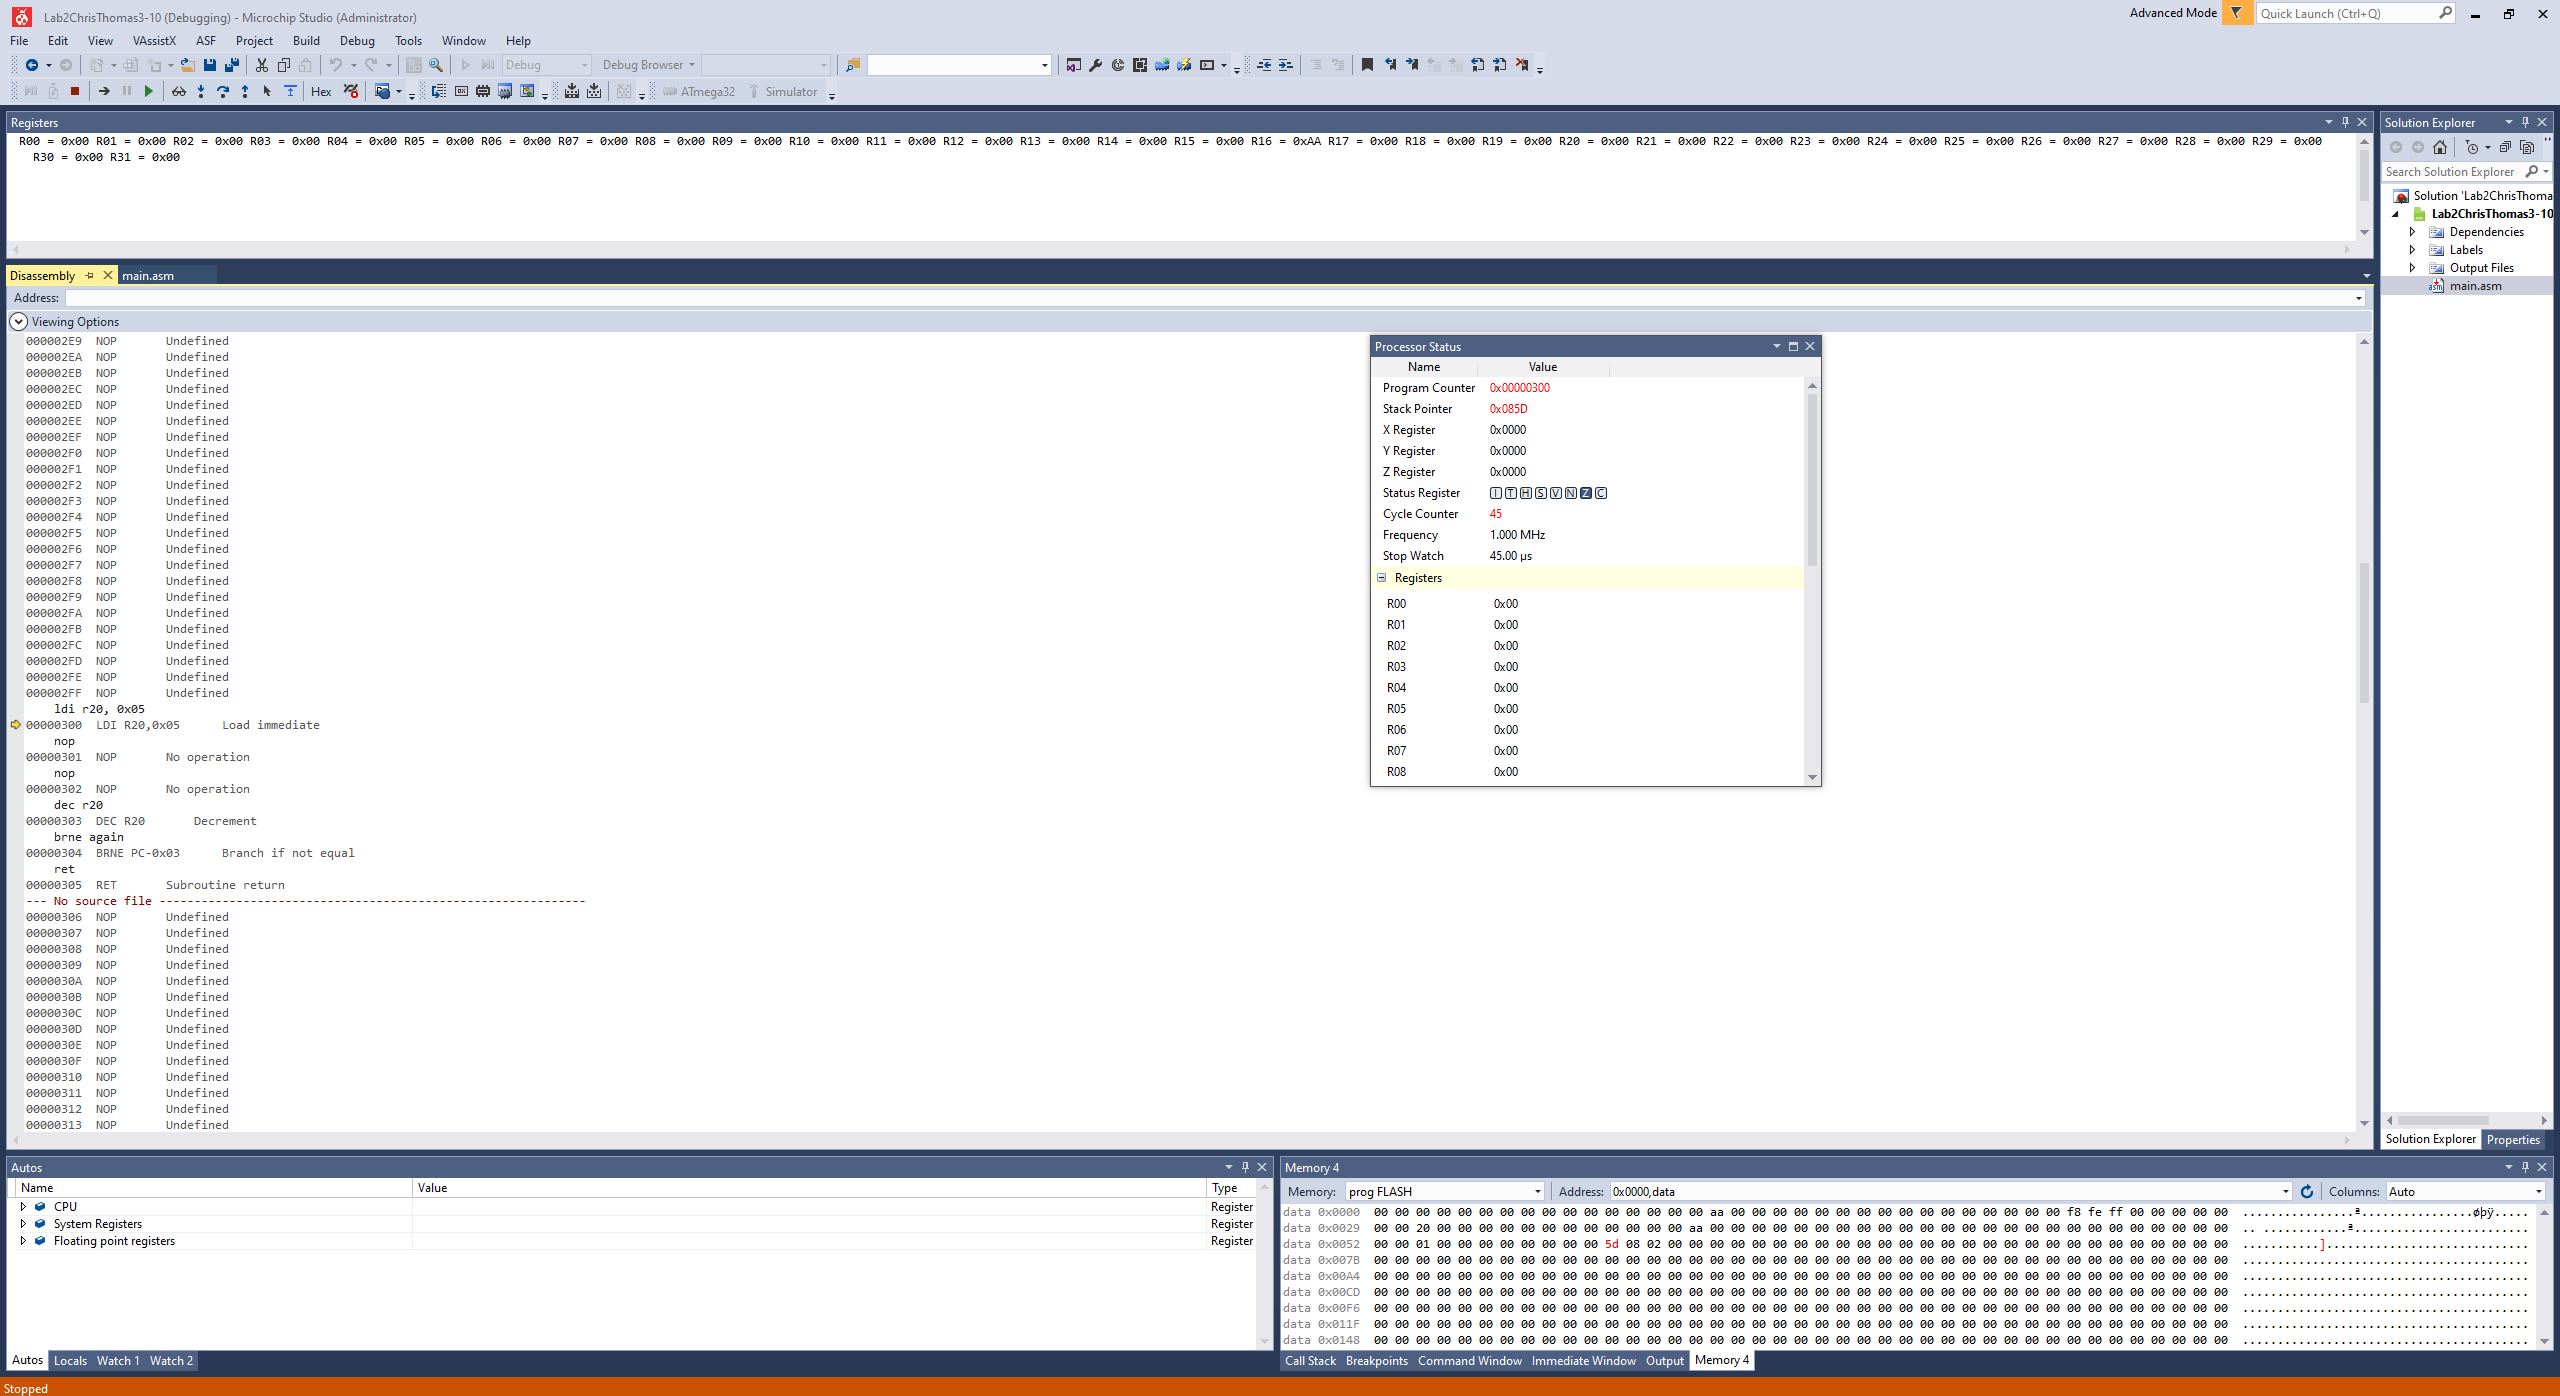 Lab2ChrisThomas3-10 (Debugging) - Microchip Studio (Administrator)
Advanced Mode
Quick Launch (Ctrl+Q)
File Edit View VAssistX ASF Project Build Debug Tools Window Help
Debug
Debug Browser
Hex
ATmega32
Simulator
Registers
R00 = 0x00 R01 = 0x00 R02 = 0x00 R03 = 0x00 R04 = 0x00 R05 = 0x00 R06 = 0x00 R07 = 0x00 R08 = 0x00 R09 = 0x00 R10 = 0x00 R11 = 0x00 R12 = 0x00 R13 = 0x00 R14 = 0x00 R15 = 0x00 R16 = 0xAA R17 = 0x00 R18 = 0x00 R19 = 0x00 R20 = 0x00 R21 = 0x00 R22 = 0x00 R23 = 0x00 R24 = 0x00 R25 = 0x00 R26 = 0x00 R27 = 0x00 R28 = 0x00 R29 = 0x00
R30 = 0x00 R31 = 0x00
Disassembly main.asm
Address:
Viewing Options
000002E9 NOP Undefined
000002EA NOP Undefined
000002EB NOP Undefined
000002EC NOP Undefined
000002ED NOP Undefined
000002EE NOP Undefined
000002EF NOP Undefined
000002F0 NOP Undefined
000002F1 NOP Undefined
000002F2 NOP Undefined
000002F3 NOP Undefined
000002F4 NOP Undefined
000002F5 NOP Undefined
000002F6 NOP Undefined
000002F7 NOP Undefined
000002F8 NOP Undefined
000002F9 NOP Undefined
000002FA NOP Undefined
000002FB NOP Undefined
000002FC NOP Undefined
000002FD NOP Undefined
000002FE NOP Undefined
000002FF NOP Undefined
ldi r20, 0x05
00000300 LDI R20,0x05 Load immediate
nop
00000301 NOP No operation
nop
00000302 NOP No operation
dec r20
00000303 DEC R20 Decrement
brne again
00000304 BRNE PC-0x03 Branch if not equal
ret
00000305 RET Subroutine return
--- No source file -------------------------------------------------------------
00000306 NOP Undefined
00000307 NOP Undefined
00000308 NOP Undefined
00000309 NOP Undefined
0000030A NOP Undefined
0000030B NOP Undefined
0000030C NOP Undefined
0000030D NOP Undefined
0000030E NOP Undefined
0000030F NOP Undefined
00000310 NOP Undefined
00000311 NOP Undefined
00000312 NOP Undefined
00000313 NOP Undefined
Processor Status
Name Value
Program Counter 0x00000300
Stack Pointer 0x085D
X Register 0x0000
Y Register 0x0000
Z Register 0x0000
Status Register I T H S V N Z C
Cycle Counter 45
Frequency 1.000 MHz
Stop Watch 45.00 µs
Registers
R00 0x00
R01 0x00
R02 0x00
R03 0x00
R04 0x00
R05 0x00
R06 0x00
R07 0x00
R08 0x00
Solution Explorer
Search Solution Explorer
Solution 'Lab2ChrisThoma
Lab2ChrisThomas3-10
Dependencies
Labels
Output Files
main.asm
Solution Explorer Properties
Autos
Name Value Type
CPU Register
System Registers Register
Floating point registers Register
Autos Locals Watch 1 Watch 2
Memory 4
Memory: prog FLASH Address: 0x0000,data Columns: Auto
data 0x0000 00 00 00 00 00 00 00 00 00 00 00 00 00 00 00 00 aa 00 00 00 00 00 00 00 00 00 00 00 00 00 00 00 00 f8 fe ff 00 00 00 00 00
data 0x0029 00 00 20 00 00 00 00 00 00 00 00 00 00 00 00 aa 00 00 00 00 00 00 00 00 00 00 00 00 00 00 00 00 00 00 00 00 00 00 00 00 00
data 0x0052 00 00 01 00 00 00 00 00 00 00 00 5d 08 02 00 00 00 00 00 00 00 00 00 00 00 00 00 00 00 00 00 00 00 00 00 00 00 00 00 00 00
data 0x007B 00 00 00 00 00 00 00 00 00 00 00 00 00 00 00 00 00 00 00 00 00 00 00 00 00 00 00 00 00 00 00 00 00 00 00 00 00 00 00 00 00
data 0x00A4 00 00 00 00 00 00 00 00 00 00 00 00 00 00 00 00 00 00 00 00 00 00 00 00 00 00 00 00 00 00 00 00 00 00 00 00 00 00 00 00 00
data 0x00CD 00 00 00 00 00 00 00 00 00 00 00 00 00 00 00 00 00 00 00 00 00 00 00 00 00 00 00 00 00 00 00 00 00 00 00 00 00 00 00 00 00
data 0x00F6 00 00 00 00 00 00 00 00 00 00 00 00 00 00 00 00 00 00 00 00 00 00 00 00 00 00 00 00 00 00 00 00 00 00 00 00 00 00 00 00 00
data 0x011F 00 00 00 00 00 00 00 00 00 00 00 00 00 00 00 00 00 00 00 00 00 00 00 00 00 00 00 00 00 00 00 00 00 00 00 00 00 00 00 00 00
data 0x0148 00 00 00 00 00 00 00 00 00 00 00 00 00 00 00 00 00 00 00 00 00 00 00 00 00 00 00 00 00 00 00 00 00 00 00 00 00 00 00 00 00
Call Stack Breakpoints Command Window Immediate Window Output Memory 4
Stopped